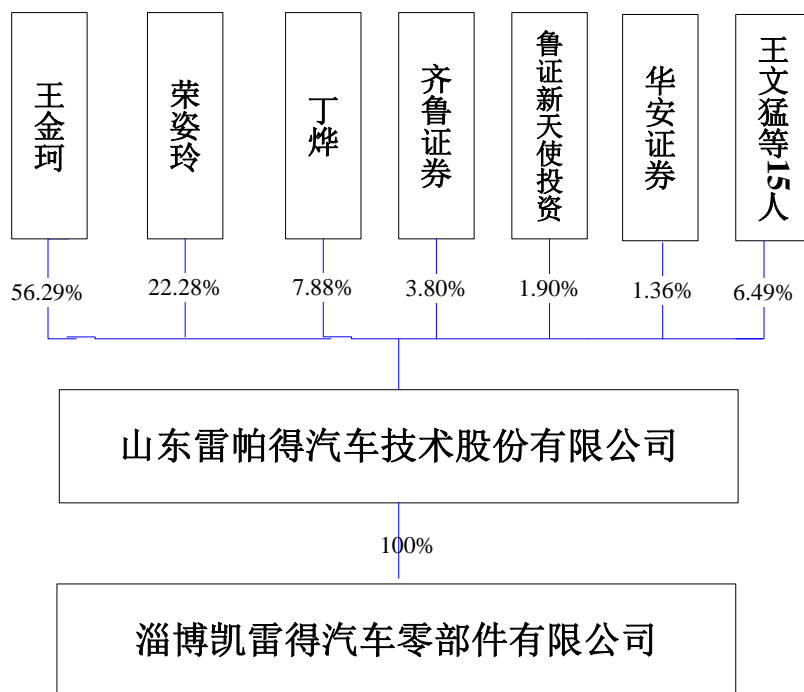 王金珂
荣姿玲
丁烨
齐鲁证券
鲁证新天使投资
华安证券
王文猛等15人
56.29%
22.28%
7.88%
3.80%
1.90%
1.36%
6.49%
山东雷帕得汽车技术股份有限公司
100%
淄博凯雷得汽车零部件有限公司